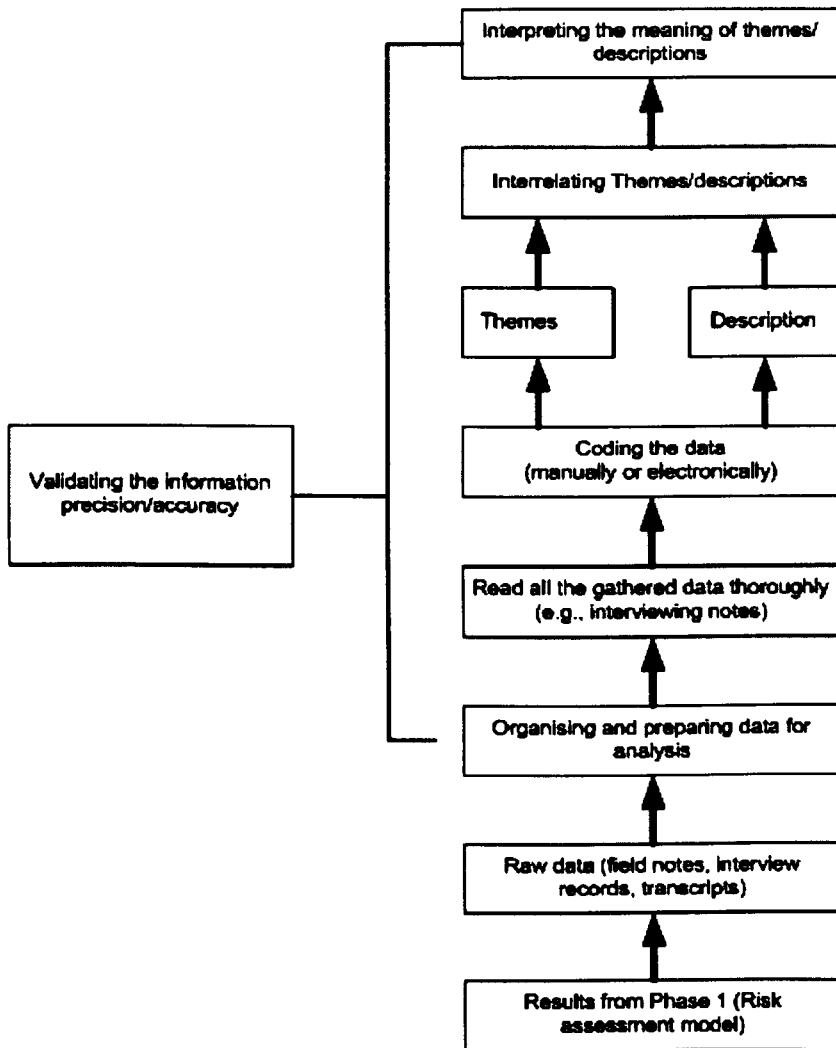 Interpreting the meaning of themes/
descriptions
Interrelating Themes/descriptions
Themes
Description
Coding the data
(manually or electronically)
Validating the information
precision/accuracy
Read all the gathered data thoroughly
(e.g., interviewing notes)
Organising and preparing data for
analysis
Raw data (field notes, interview
records, transcripts)
Results from Phase 1 (Risk
assessment model)